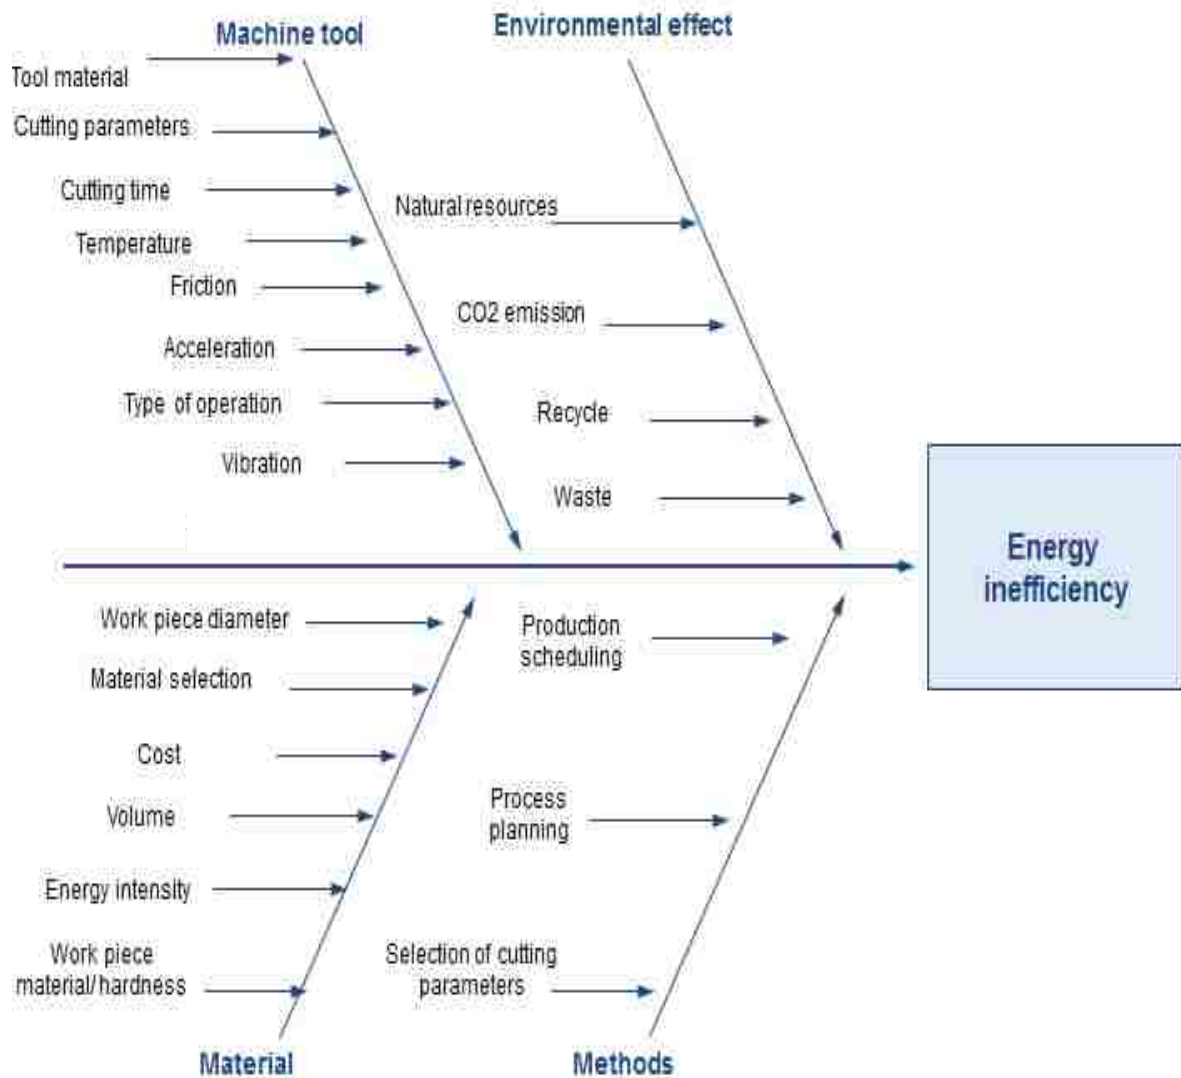 Machine tool
Environmental effect
Tool material
Cutting parameters
Cutting time
Temperature
Friction
Acceleration
Type of operation
Vibration
Natural resources
CO2 emission
Recycle
Waste
Energy
inefficiency
Work piece diameter
Material selection
Cost
Volume
Energy intensity
Work piece
material/hardness
Production
scheduling
Process
planning
Selection of cutting
parameters
Material
Methods